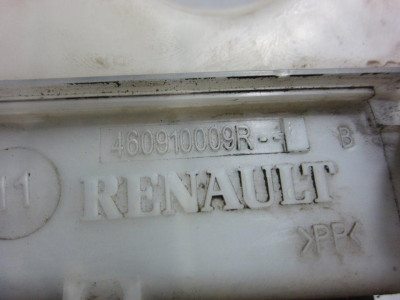 460910009R--
3
11
RENAULT
>PP<